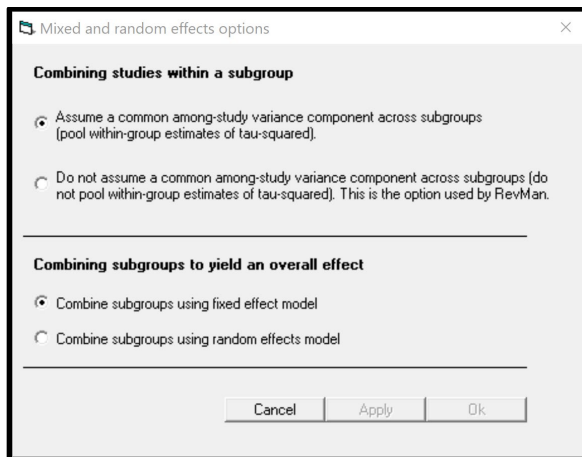 Mixed and random effects options
Combining studies within a subgroup
Assume a common among-study variance component across subgroups
(pool within-group estimates of tau-squared).
Do not assume a common among-study variance component across subgroups (do
not pool within-group estimates of tau-squared). This is the option used by RevMan.
Combining subgroups to yield an overall effect
Combine subgroups using fixed effect model
Combine subgroups using random effects model
Cancel Apply Ok